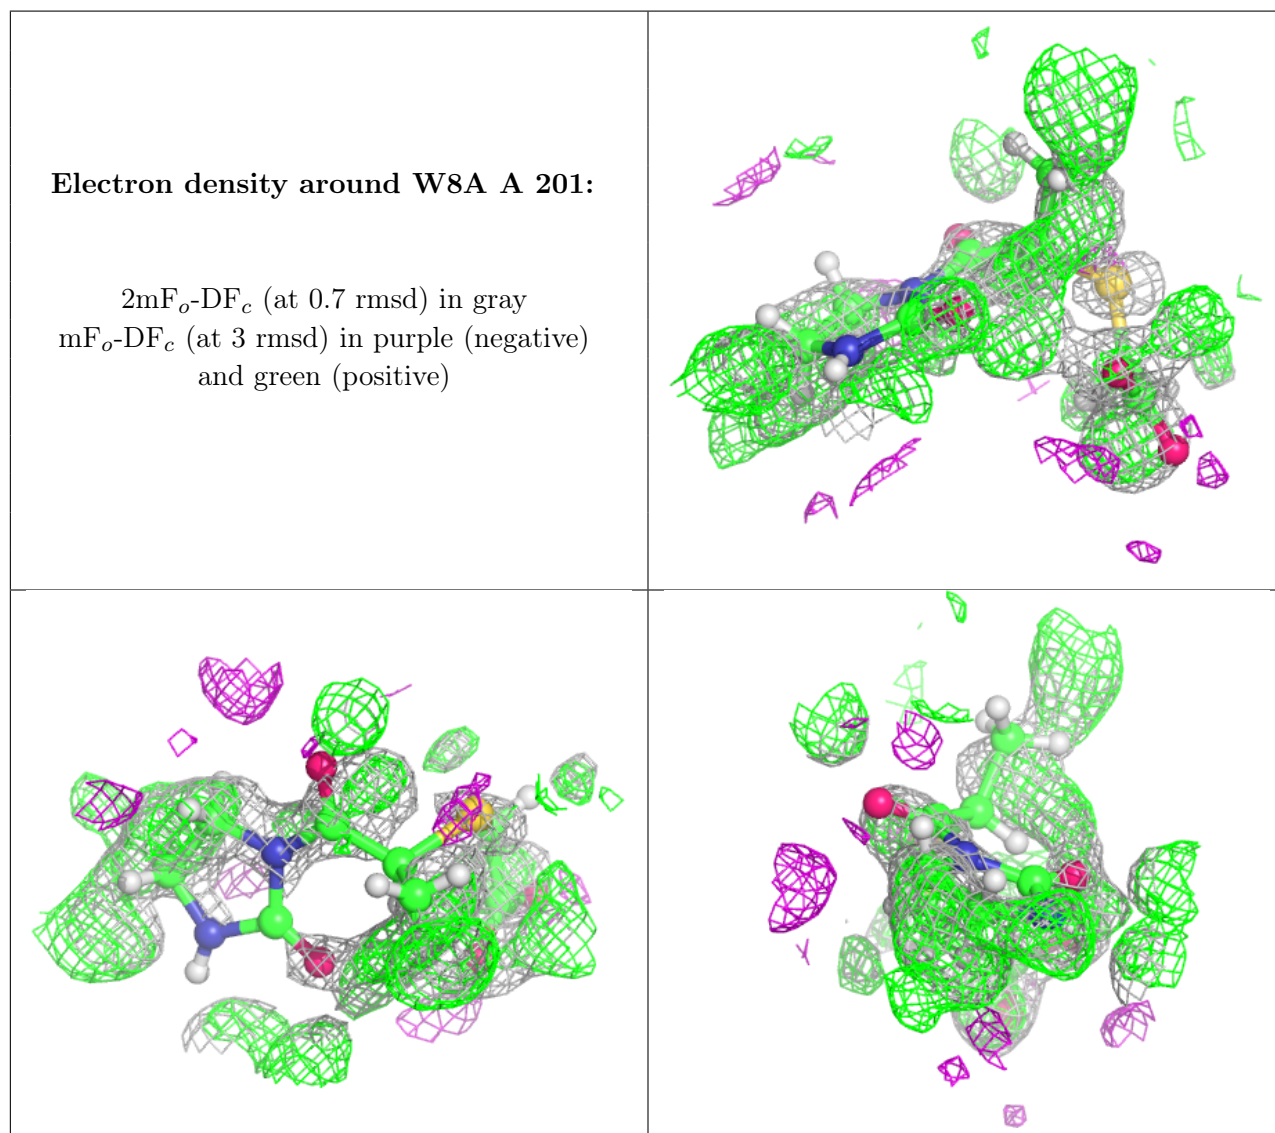 Electron density around W8A A 201:
2mFₒ-DF𝒸 (at 0.7 rmsd) in gray
mFₒ-DF𝒸 (at 3 rmsd) in purple (negative)
and green (positive)